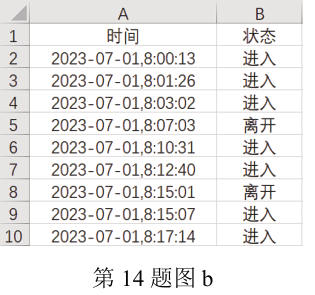 A B
1 时间 状态
2 2023-07-01,8:00:13 进入
3 2023-07-01,8:01:26 进入
4 2023-07-01,8:03:02 进入
5 2023-07-01,8:07:03 离开
6 2023-07-01,8:10:31 进入
7 2023-07-01,8:12:40 进入
8 2023-07-01,8:15:01 离开
9 2023-07-01,8:15:07 进入
10 2023-07-01,8:17:14 进入
第 14 题图 b